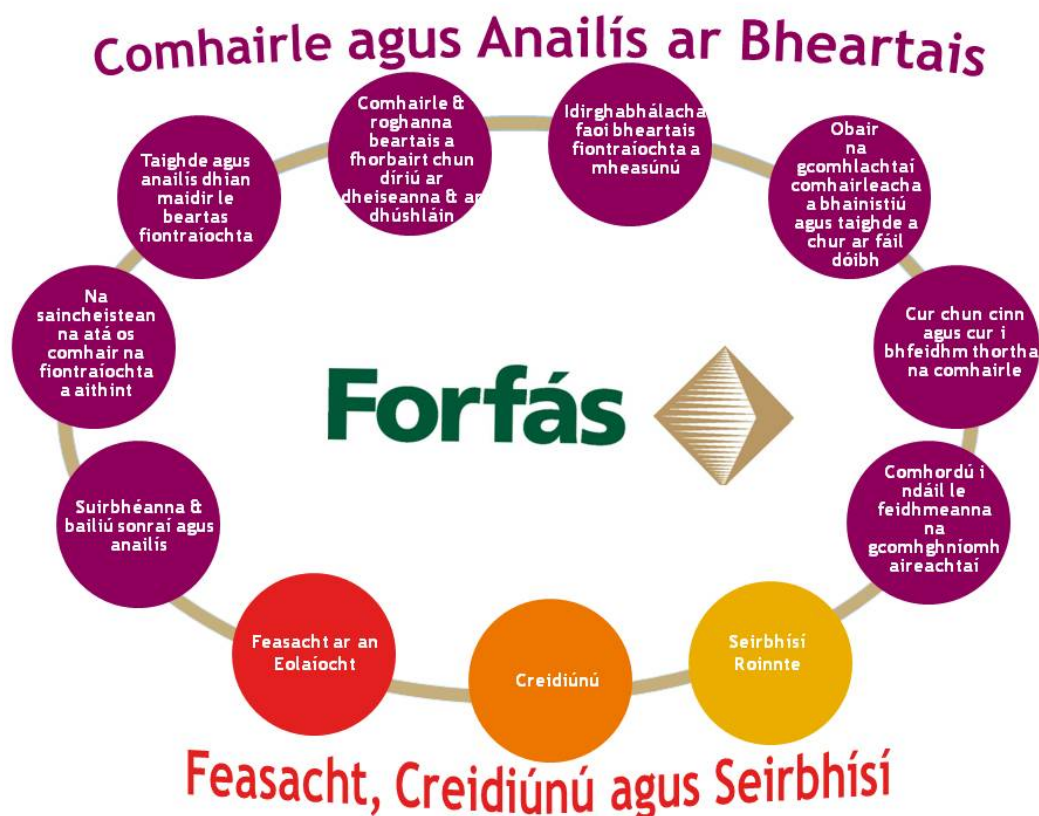 Comhairle agus Anailís ar Bheartais
Comhairle &
roghanna
beartais a
fhorbairt chun
díriú ar
dheiseanna & ar
dhúshláin
Idirghabhálacha
faoi bheartais
fiontraíochta a
mheasúnú
Taighde agus
anailís dhian
maidir le
beartas
fiontraíochta
Obair
na
gcomhlachtaí
comhairleacha
a bhainistiú
agus taighde a
chur ar fáil
dóibh
Na
saincheistean
na atá os
comhair na
fiontraíochta
a aithint
Cur chun cinn
agus cur i
bhfeidhm thortha
na comhairle
Forfás
Suirbhéanna &
bailiú sonraí agus
anailís
Comhordú i
ndáil le
feidhmeanna
na
gcomhghníomh
aireachtaí
Feasacht ar an
Eolaíocht
Creidiúnú
Seirbhísí
Roinnte
Feasacht, Creidiúnú agus Seirbhísí